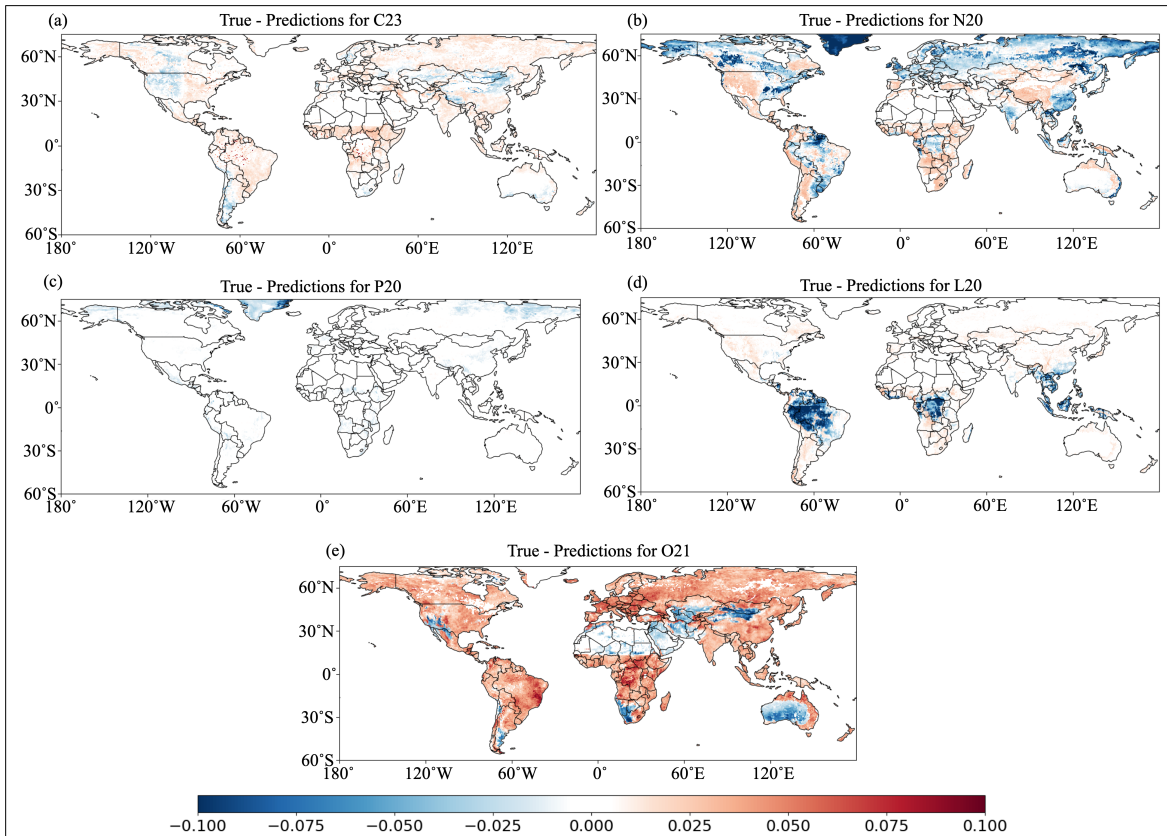 (a)
True - Predictions for C23
60°N
30°N
0°
30°S
60°S
180°
120°W
60°W
0°
60°E
120°E
(b)
True - Predictions for N20
60°N
30°N
0°
30°S
60°S
180°
120°W
60°W
0°
60°E
120°E
(c)
True - Predictions for P20
60°N
30°N
0°
30°S
60°S
180°
120°W
60°W
0°
60°E
120°E
(d)
True - Predictions for L20
60°N
30°N
0°
30°S
60°S
180°
120°W
60°W
0°
60°E
120°E
(e)
True - Predictions for O21
60°N
30°N
0°
30°S
60°S
180°
120°W
60°W
0°
60°E
120°E
−0.100 −0.075 −0.050 −0.025 0.000 0.025 0.050 0.075 0.100